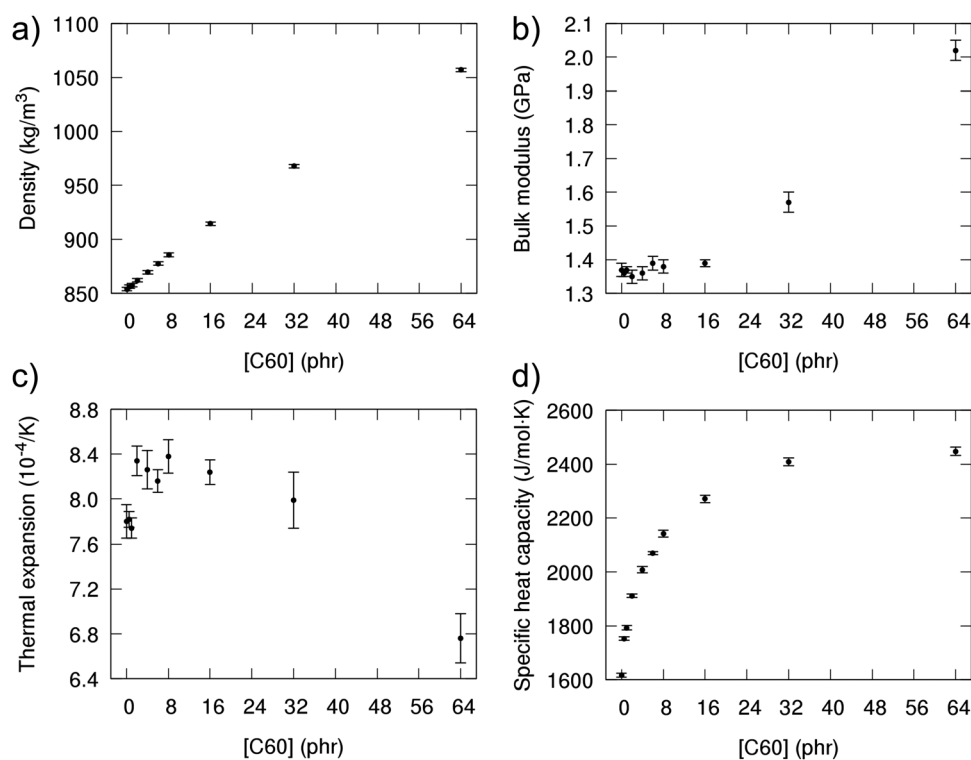 a)
Density (kg/m³)
1100
1050
1000
950
900
850
0 8 16 24 32 40 48 56 64
[C60] (phr)
b)
Bulk modulus (GPa)
2.1
2.0
1.9
1.8
1.7
1.6
1.5
1.4
1.3
0 8 16 24 32 40 48 56 64
[C60] (phr)
c)
Thermal expansion (10⁻⁴/K)
8.8
8.4
8.0
7.6
7.2
6.8
6.4
0 8 16 24 32 40 48 56 64
[C60] (phr)
d)
Specific heat capacity (J/mol·K)
2600
2400
2200
2000
1800
1600
0 8 16 24 32 40 48 56 64
[C60] (phr)